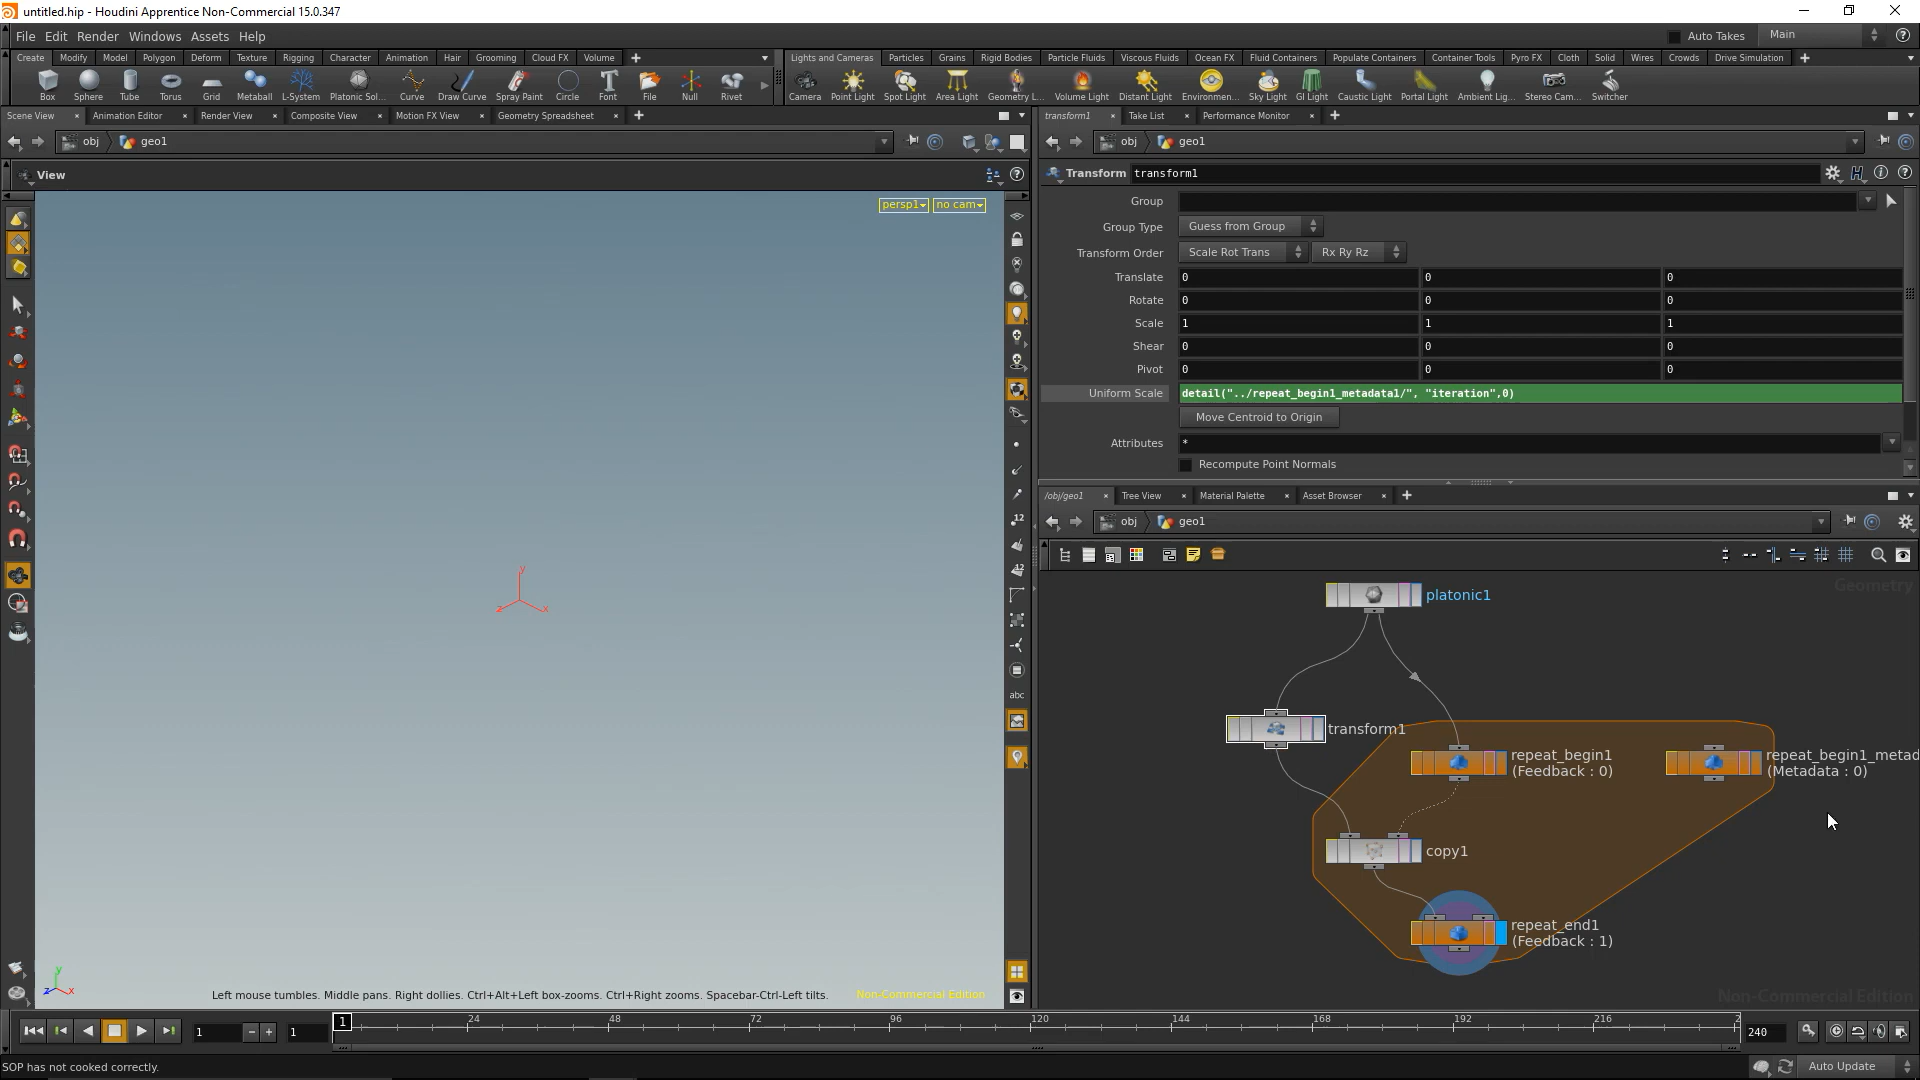 untitled.hip - Houdini Apprentice Non-Commercial 15.0.347
File Edit Render Windows Assets Help
Auto Takes Main
Create Modify Model Polygon Deform Texture Rigging Character Animation Hair Grooming Cloud FX Volume
Lights and Cameras Particles Grains Rigid Bodies Particle Fluids Viscous Fluids Ocean FX Fluid Containers Populate Containers Container Tools Pyro FX Cloth Solid Wires Crowds Drive Simulation
Box Sphere Tube Torus Grid Metaball L-System Platonic Sol... Curve Draw Curve Spray Paint Circle Font File Null Rivet
Camera Point Light Spot Light Area Light Geometry L... Volume Light Distant Light Environmen... Sky Light GI Light Caustic Light Portal Light Ambient Lig... Stereo Cam... Switcher
Scene View Animation Editor Render View Composite View Motion FX View Geometry Spreadsheet
transform1 Take List Performance Monitor
obj geo1
obj geo1
View
Transform transform1
persp1 no cam
Group
Group Type Guess from Group
Transform Order Scale Rot Trans Rx Ry Rz
Translate 0 0 0
Rotate 0 0 0
Scale 1 1 1
Shear 0 0 0
Pivot 0 0 0
Uniform Scale detail("../repeat_begin1_metadata1/", "iteration",0)
Move Centroid to Origin
Attributes *
Recompute Point Normals
/obj/geo1 Tree View Material Palette Asset Browser
obj geo1
Geometry
platonic1
transform1
repeat_begin1
(Feedback : 0)
repeat_begin1_metad
(Metadata : 0)
copy1
repeat_end1
(Feedback : 1)
Non-Commercial Edition
12
12
abc
y
z x
y
z x
Left mouse tumbles. Middle pans. Right dollies. Ctrl+Alt+Left box-zooms. Ctrl+Right zooms. Spacebar-Ctrl-Left tilts.
Non-Commercial Edition
1 1 1 24 48 72 96 120 144 168 192 216 2 240
SOP has not cooked correctly.
Auto Update